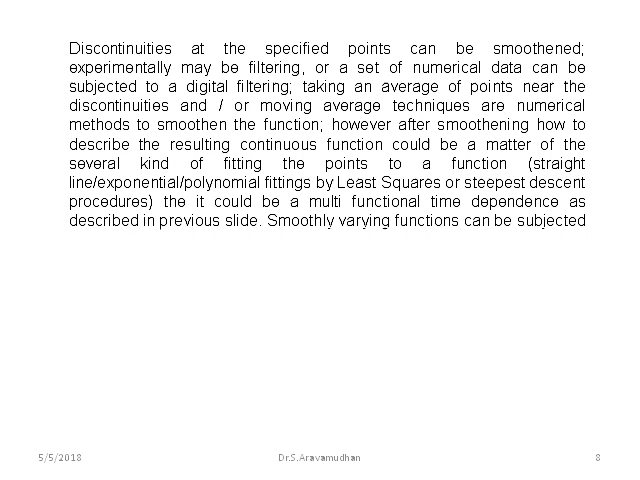 Discontinuities at the specified points can be smoothened;
experimentally may be filtering, or a set of numerical data can be
subjected to a digital filtering; taking an average of points near the
discontinuities and / or moving average techniques are numerical
methods to smoothen the function; however after smoothening how to
describe the resulting continuous function could be a matter of the
several kind of fitting the points to a function (straight
line/exponential/polynomial fittings by Least Squares or steepest descent
procedures) the it could be a multi functional time dependence as
described in previous slide. Smoothly varying functions can be subjected
5/5/2018 Dr.S.Aravamudhan 8